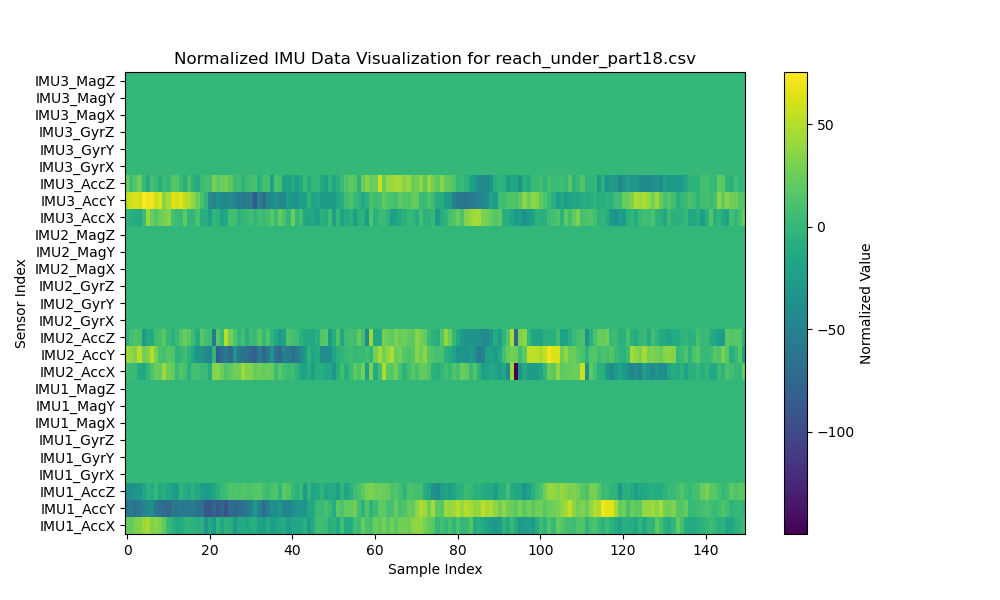 Normalized IMU Data Visualization for reach_under_part18.csv
IMU3_MagZ
IMU3_MagY
IMU3_MagX
IMU3_GyrZ
IMU3_GyrY
IMU3_GyrX
IMU3_AccZ
IMU3_AccY
IMU3_AccX
IMU2_MagZ
IMU2_MagY
IMU2_MagX
IMU2_GyrZ
IMU2_GyrY
IMU2_GyrX
IMU2_AccZ
IMU2_AccY
IMU2_AccX
IMU1_MagZ
IMU1_MagY
IMU1_MagX
IMU1_GyrZ
IMU1_GyrY
IMU1_GyrX
IMU1_AccZ
IMU1_AccY
IMU1_AccX
Sensor Index
0 20 40 60 80 100 120 140
Sample Index
50
0
−50
−100
Normalized Value